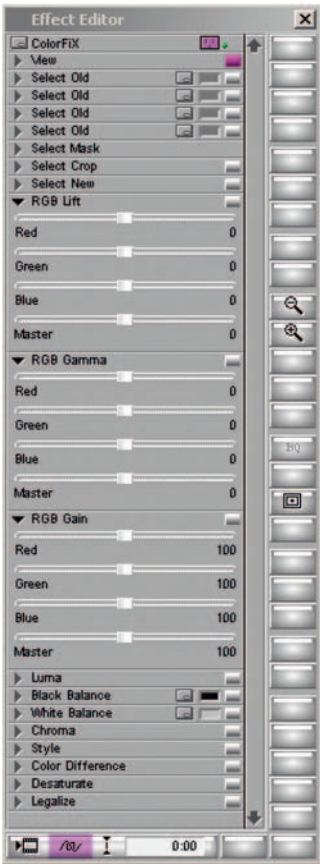 Effect Editor
ColorFiX
View
Select Old
Select Old
Select Old
Select Old
Select Mask
Select Crop
Select New
RGB Lift
Red 0
Green 0
Blue 0
Master 0
RGB Gamma
Red 0
Green 0
Blue 0
Master 0
HQ
RGB Gain
Red 100
Green 100
Blue 100
Master 100
Luma
Black Balance
White Balance
Chroma
Style
Color Difference
Desaturate
Legalize
0:00